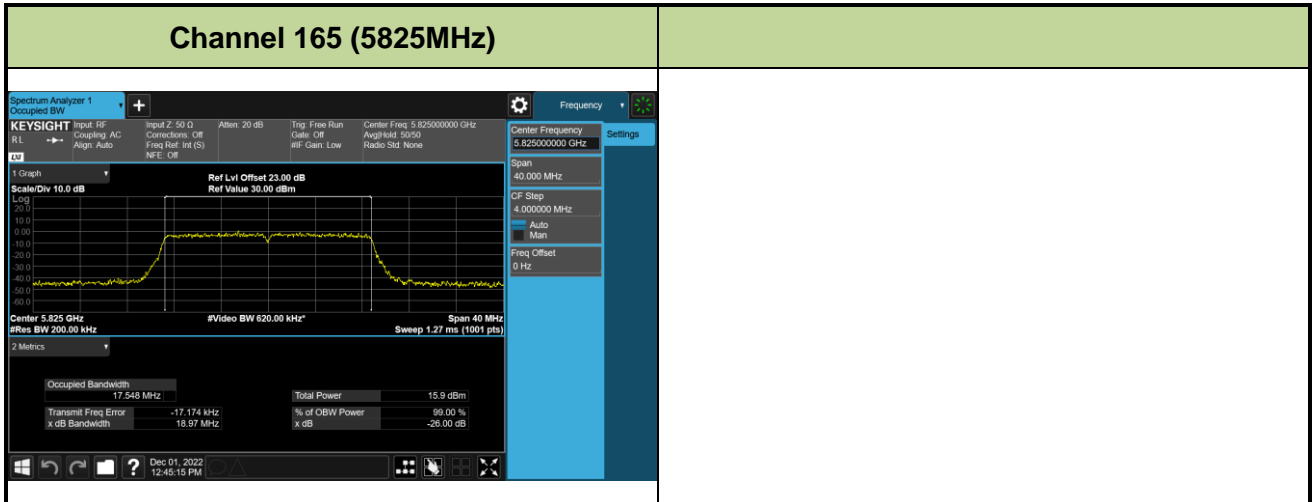 Channel 165 (5825MHz)
Spectrum Analyzer 1
Occupied BW
Frequency
KEYSIGHT
R L
LXI
Input: RF
Coupling: AC
Align: Auto
Input Z: 50 Ω
Corrections: Off
Freq Ref: Int (S)
NFE: Off
Atten: 20 dB
Trig: Free Run
Gate: Off
#IF Gain: Low
Center Freq: 5.825000000 GHz
Avg|Hold: 50/50
Radio Std: None
Center Frequency
5.825000000 GHz
Settings
Span
40.000 MHz
CF Step
4.000000 MHz
Auto
Man
Freq Offset
0 Hz
1 Graph
Scale/Div 10.0 dB
Ref Lvl Offset 23.00 dB
Ref Value 30.00 dBm
Log
20.0
10.0
0.00
-10.0
-20.0
-30.0
-40.0
-50.0
-60.0
Center 5.825 GHz
#Res BW 200.00 kHz
#Video BW 620.00 kHz*
Span 40 MHz
Sweep 1.27 ms (1001 pts)
2 Metrics
Occupied Bandwidth
17.548 MHz
Transmit Freq Error -17.174 kHz
x dB Bandwidth 18.97 MHz
Total Power 15.9 dBm
% of OBW Power 99.00 %
x dB -26.00 dB
?
Dec 01, 2022
12:45:15 PM